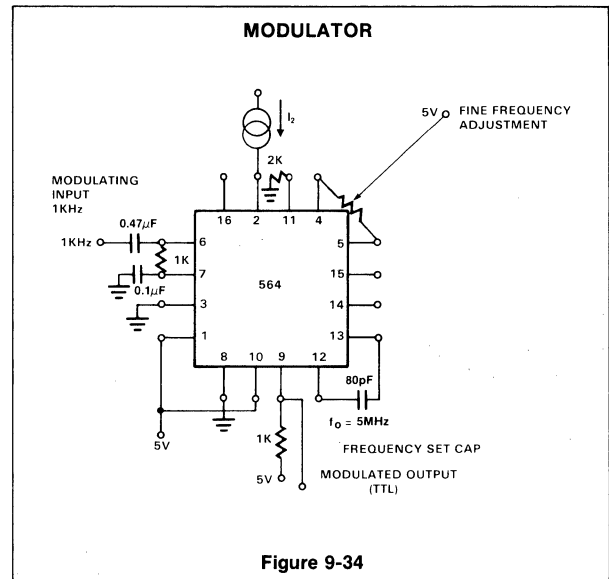 MODULATOR
I2
5V
FINE FREQUENCY
ADJUSTMENT
2K
MODULATING
INPUT
1KHz
16
2
11
4
0.47µF
1KHz
6
5
1K
7
15
0.1µF
564
3
14
1
13
8
10
9
12
80pF
fo = 5MHz
5V
1K
FREQUENCY SET CAP
5V
MODULATED OUTPUT
(TTL)
Figure 9-34